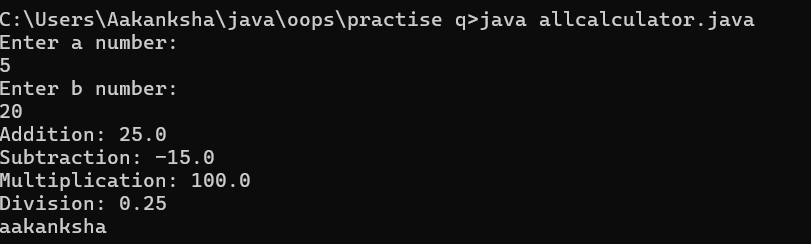 C:\Users\Aakanksha\java\oops\practise q>java allcalculator.java
Enter a number:
5
Enter b number:
20
Addition: 25.0
Subtraction: -15.0
Multiplication: 100.0
Division: 0.25
aakanksha